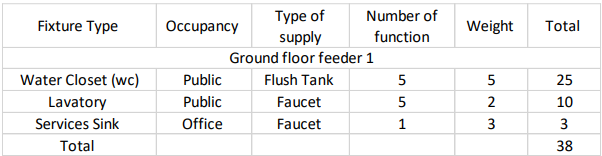 Fixture Type Occupancy Type of supply Number of function Weight Total
Ground floor feeder 1
Water Closet (wc) Public Flush Tank 5 5 25
Lavatory Public Faucet 5 2 10
Services Sink Office Faucet 1 3 3
Total 38